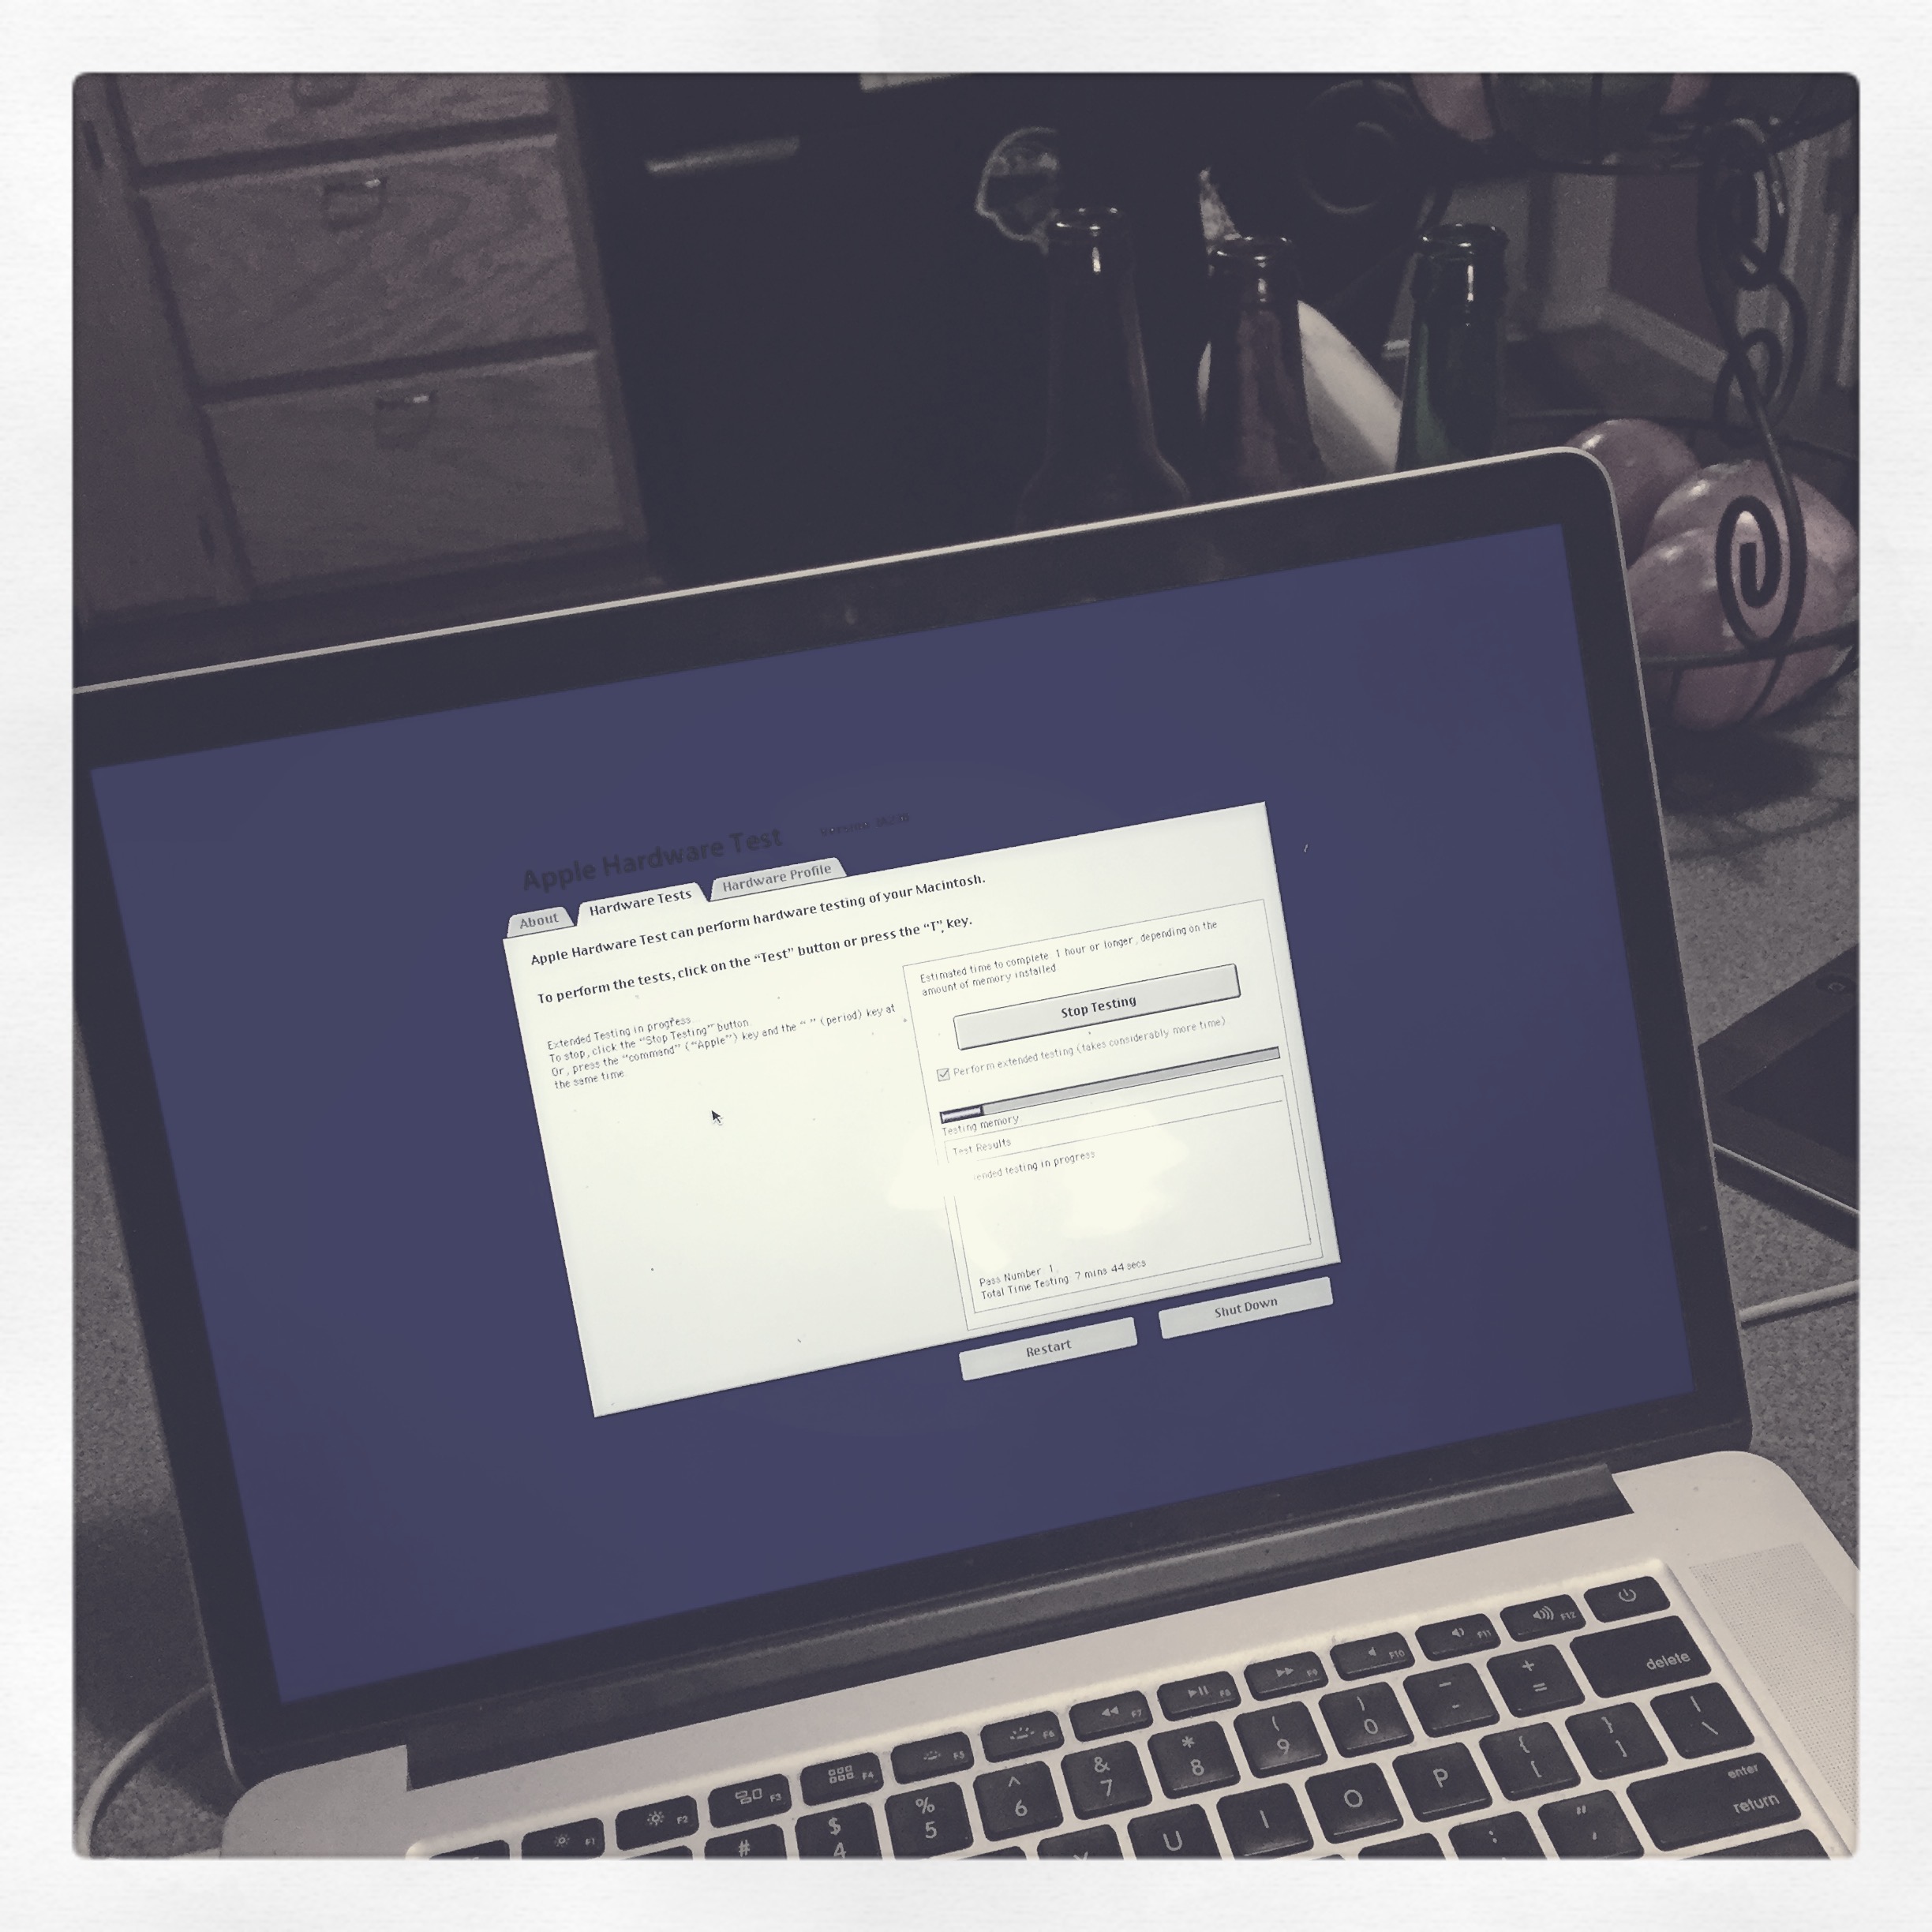 Apple Hardware Test
About
Hardware Tests
Hardware Profile
Apple Hardware Test can perform hardware testing of your Macintosh.
To perform the tests, click on the “Test” button or press the “T” key.
Extended Testing in progress...
To stop, click the “Stop Testing” button.
Or, press the “command” (“Apple”) key and the “.” (period) key at
the same time.
Estimated time to complete: 1 hour or longer, depending on the
amount of memory installed
Stop Testing
Perform extended testing (takes considerably more time)
Testing memory
Test Results
ended testing in progress
Pass Number: 1.
Total Time Testing: 7 mins 44 secs
Restart
Shut Down
F1 F2 F3 F4 F5 F6 F7 F8 F9 F10 F11 F12
# $ 4 % 5 ^ 6 & 7 * 8 ( 9 ) 0 _ - + = delete
U I O P { [ } ] | \
: " ' enter return